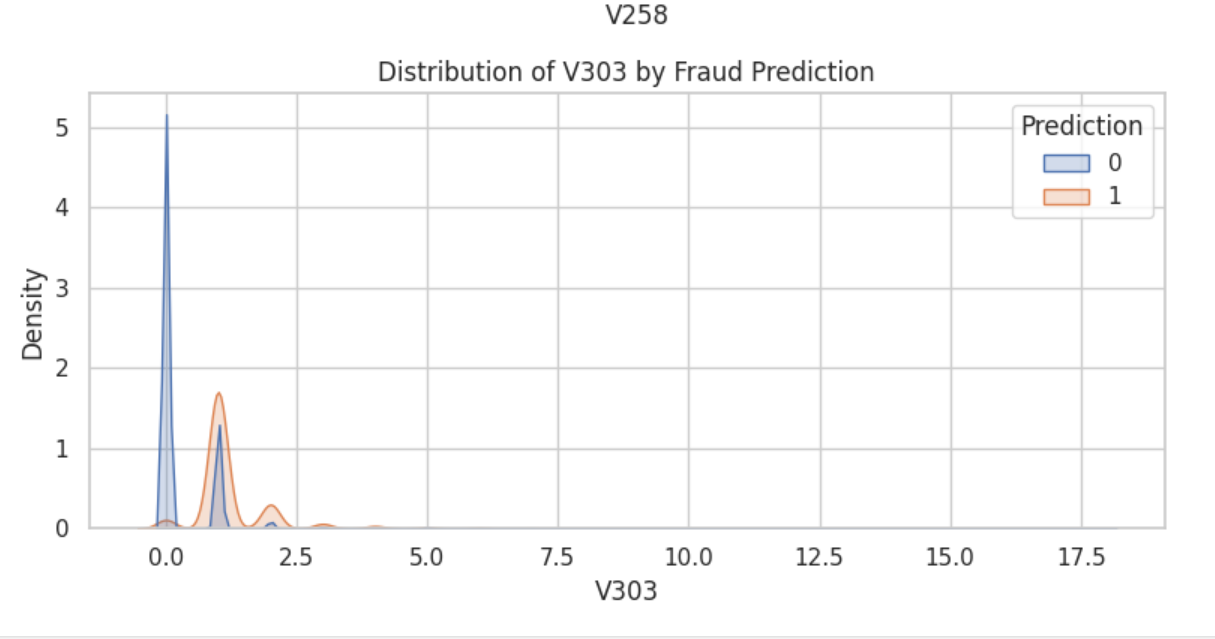 V258
Distribution of V303 by Fraud Prediction
Prediction
0
1
5
4
3
2
1
0
Density
0.0 2.5 5.0 7.5 10.0 12.5 15.0 17.5
V303